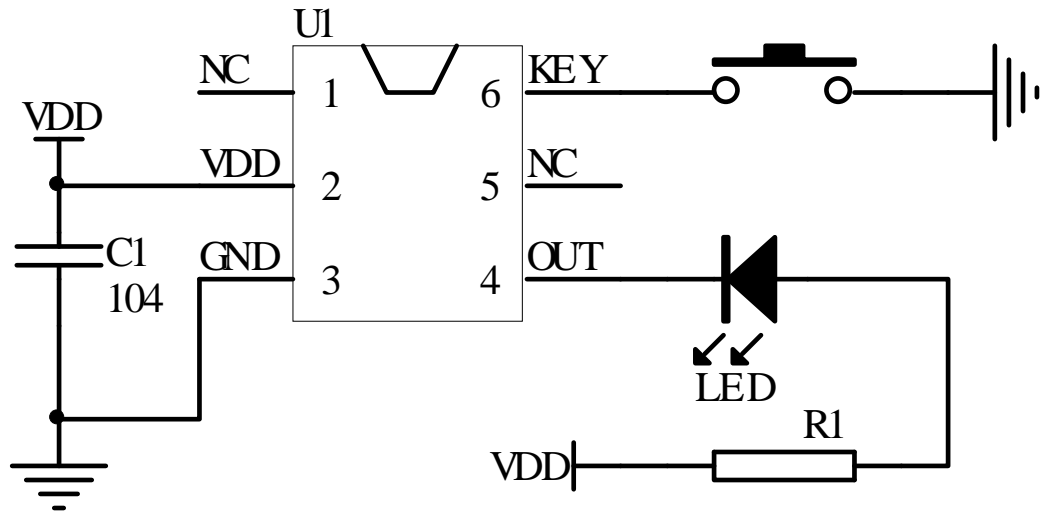 U1
NC 1 6 KEY
VDD
VDD 2 5 NC
C1 GND 3 4 OUT
104
LED
R1
VDD